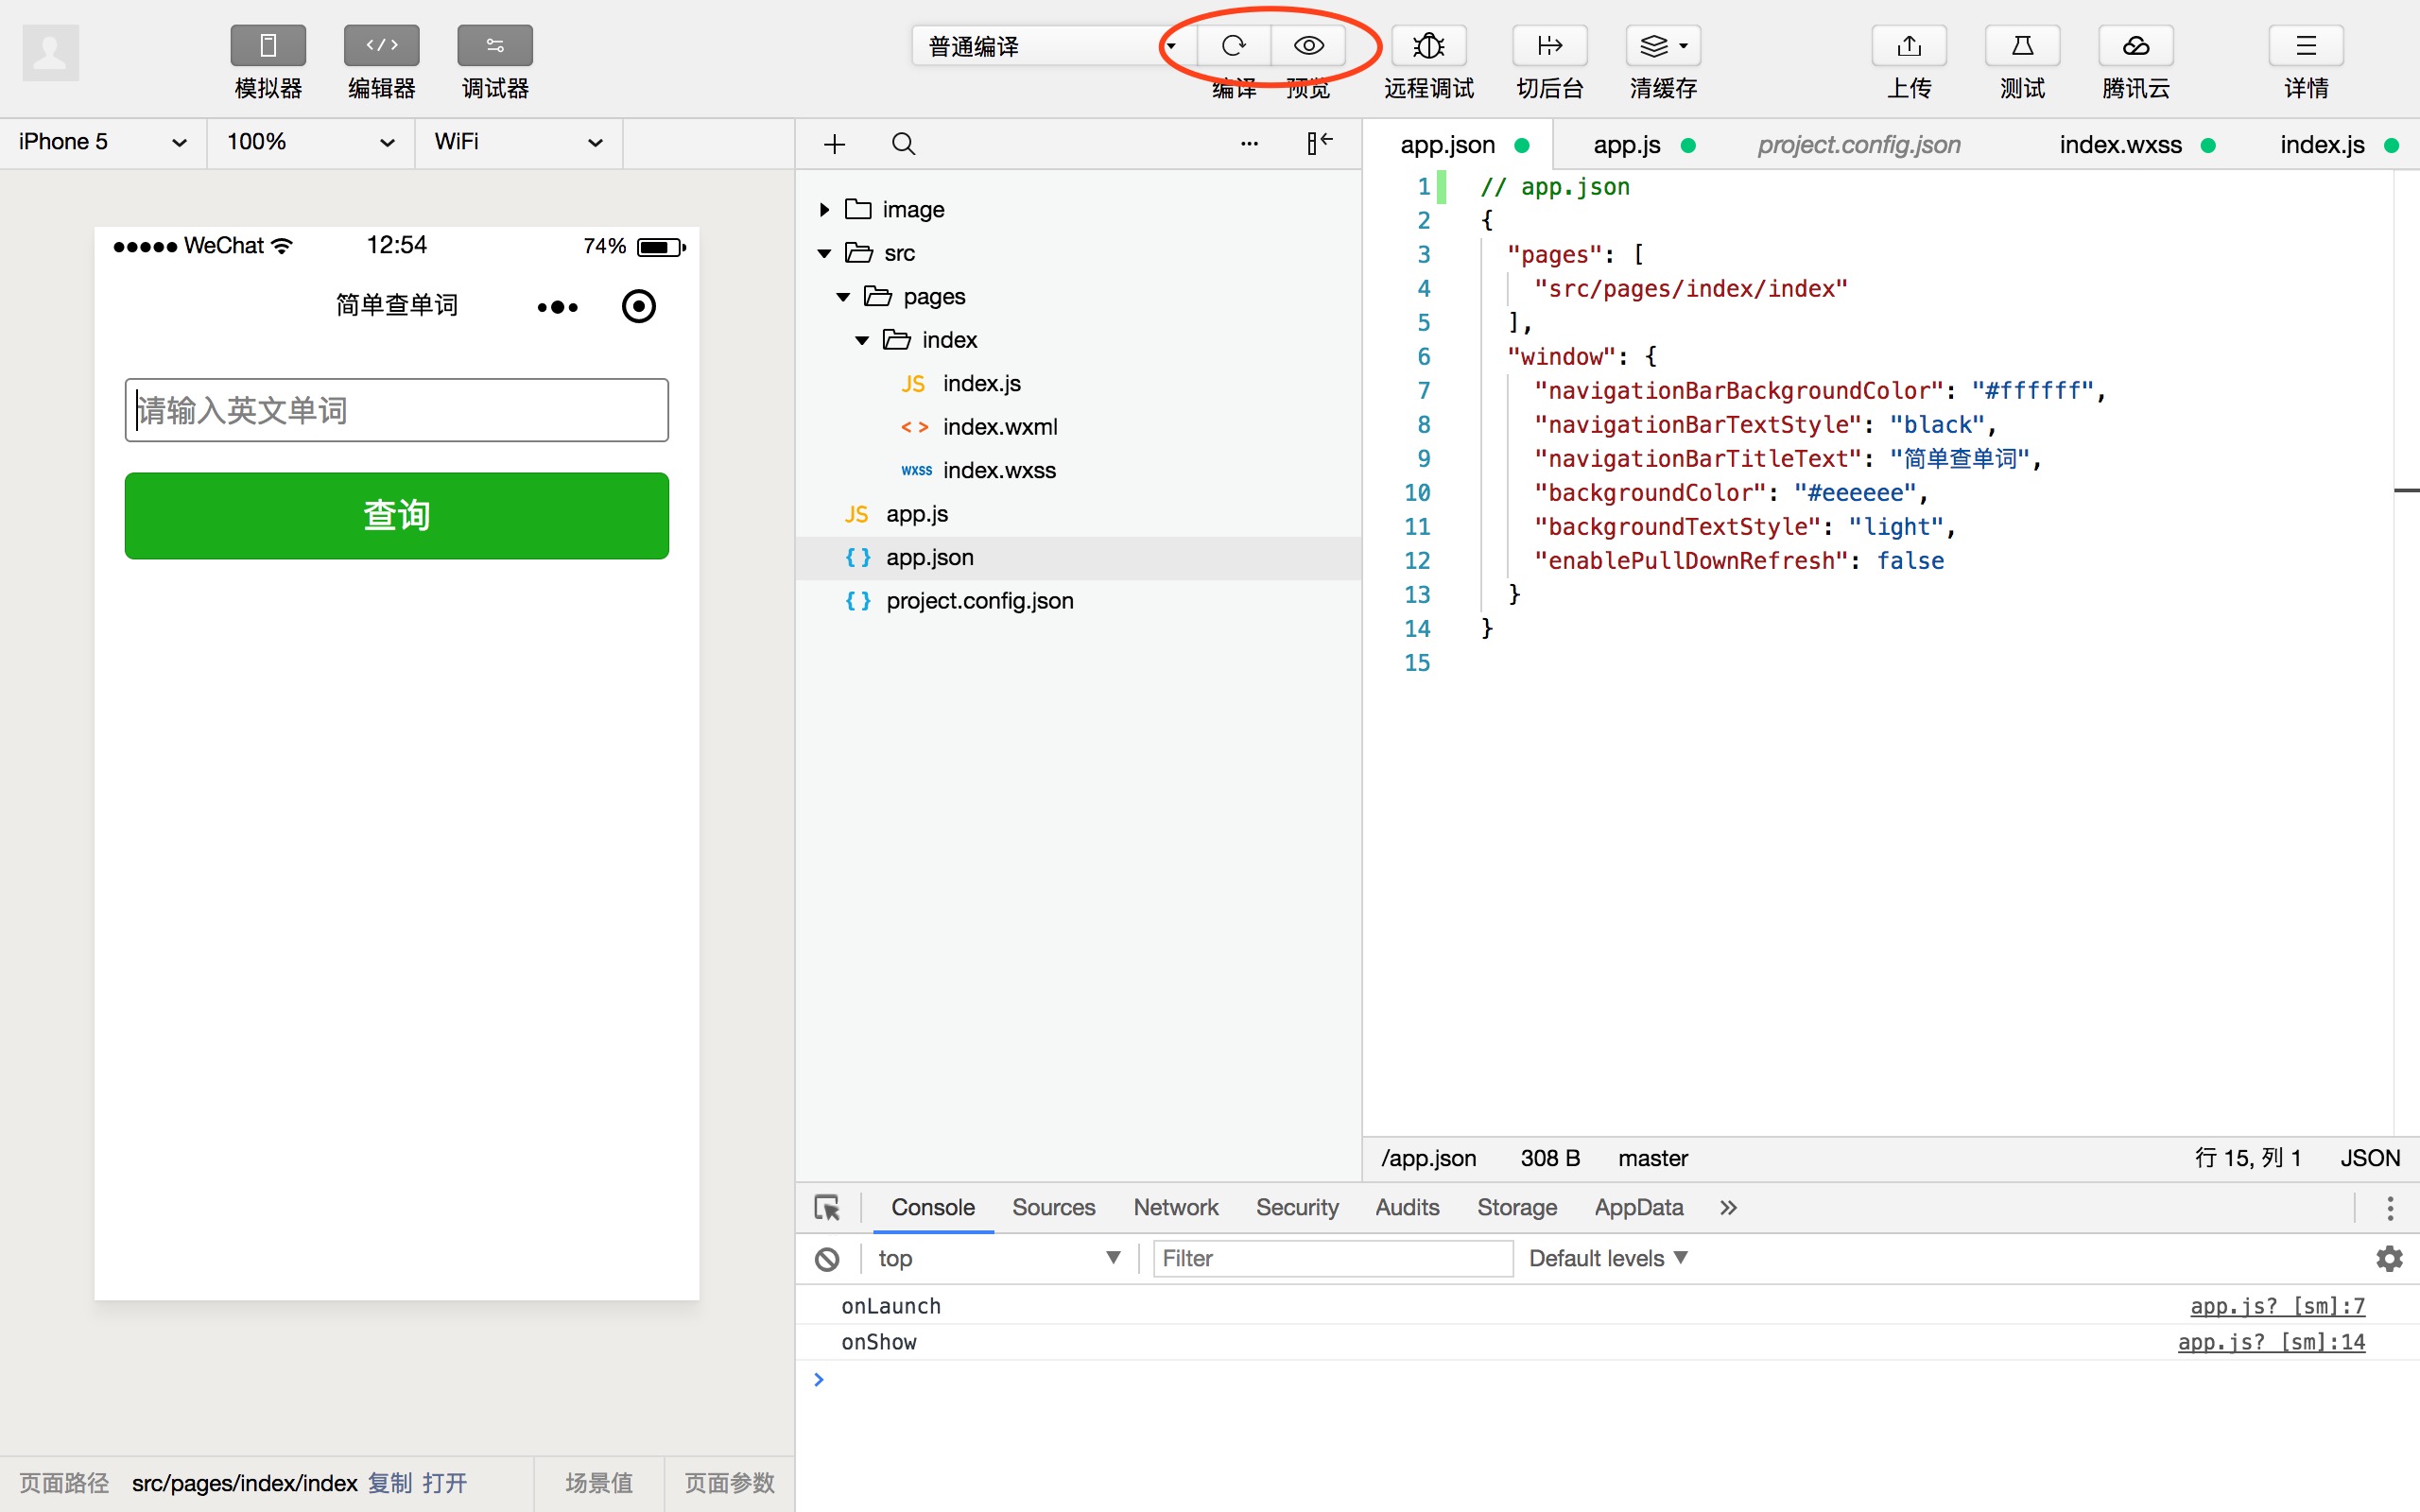 模拟器 编辑器 调试器
普通编译
编译 预览 远程调试 切后台 清缓存 上传 测试 腾讯云 详情
iPhone 5 100% WiFi
WeChat 12:54 74%
简单查单词
请输入英文单词
查询
页面路径 src/pages/index/index 复制 打开 场景值 页面参数
image
src
pages
index
JS index.js
< > index.wxml
wxss index.wxss
JS app.js
{ } app.json
{ } project.config.json
app.json app.js project.config.json index.wxss index.js
1 // app.json
2 {
3 "pages": [
4 "src/pages/index/index"
5 ],
6 "window": {
7 "navigationBarBackgroundColor": "#ffffff",
8 "navigationBarTextStyle": "black",
9 "navigationBarTitleText": "简单查单词",
10 "backgroundColor": "#eeeeee",
11 "backgroundTextStyle": "light",
12 "enablePullDownRefresh": false
13 }
14 }
15
/app.json 308 B master 行 15, 列 1 JSON
Console Sources Network Security Audits Storage AppData
top Filter Default levels
onLaunch app.js? [sm]:7
onShow app.js? [sm]:14